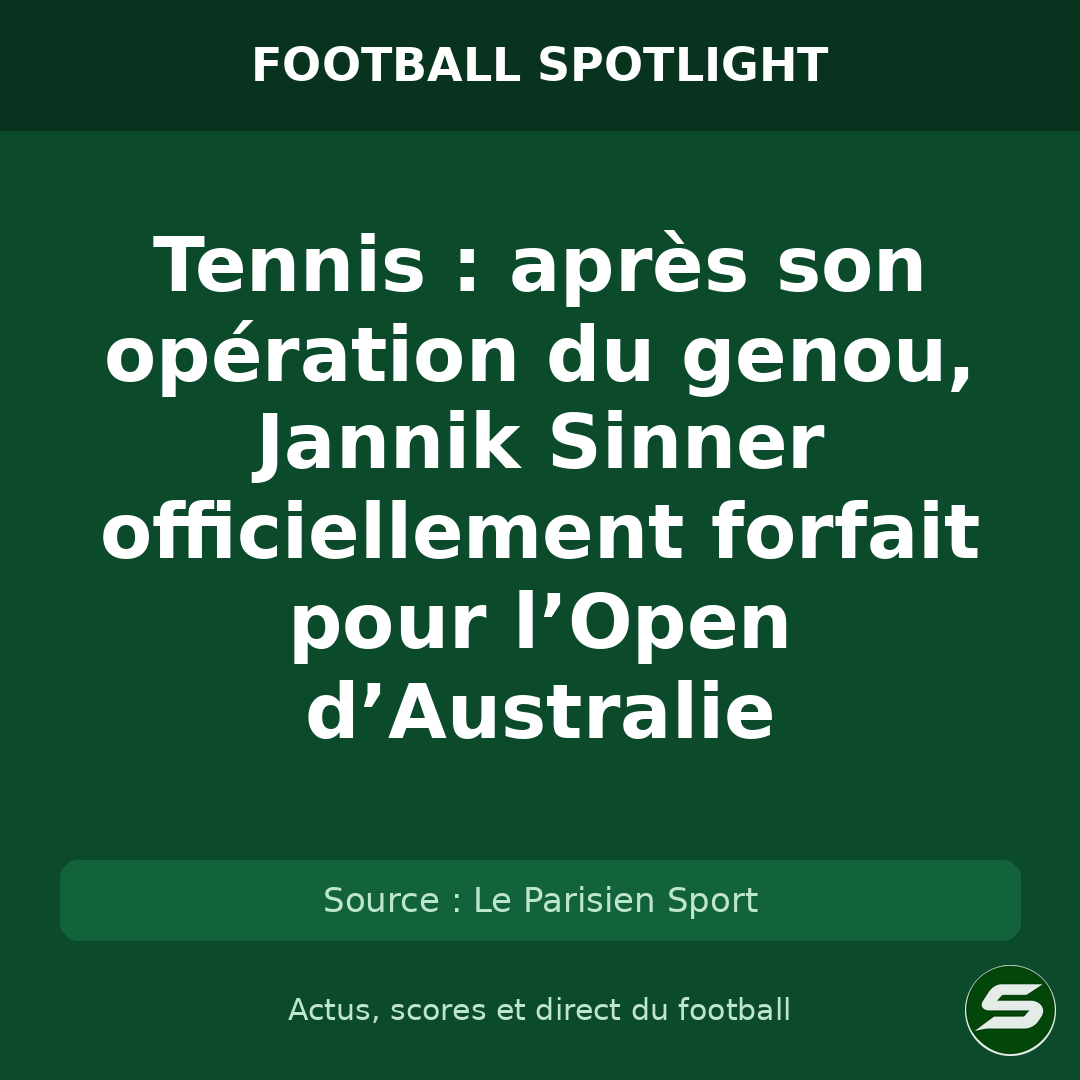 FOOTBALL SPOTLIGHT
Tennis : après son
opération du genou,
Jannik Sinner
officiellement forfait
pour l’Open
d’Australie
Source : Le Parisien Sport
Actus, scores et direct du football
S